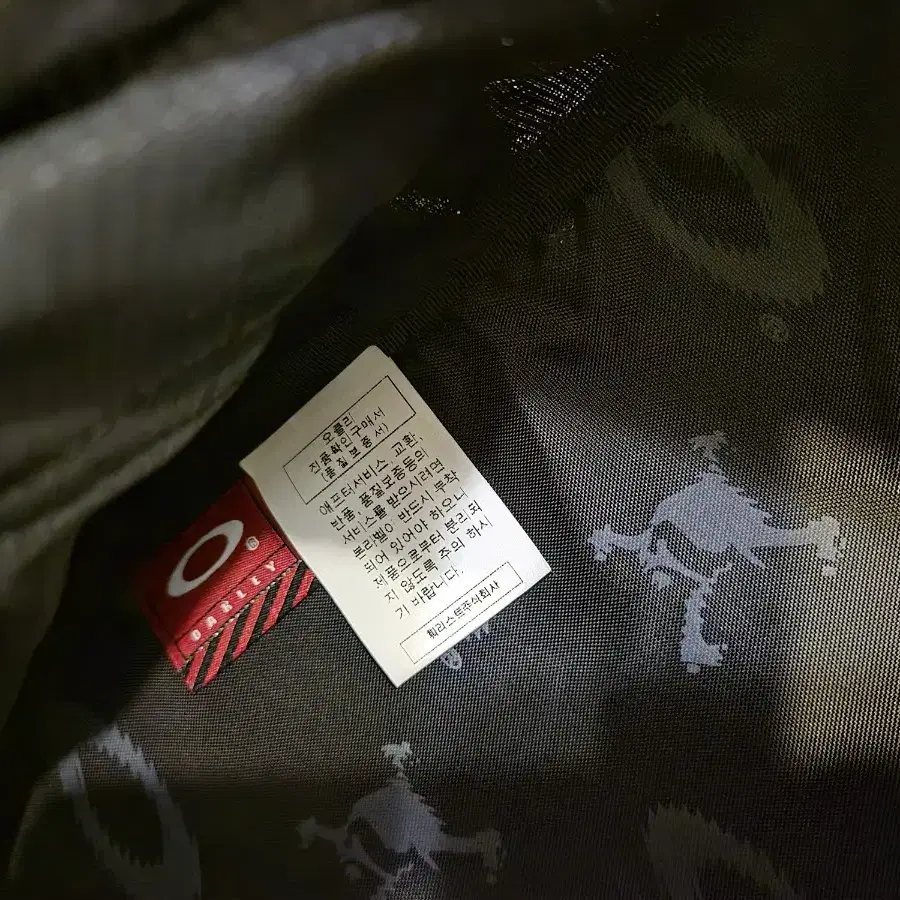 오클리
진품확인구매서
(품질보증서)
애프터서비스, 교환,
반품, 품질보증등의
서비스를 받으시려면
본라벨이 반드시 부착
되어 있어야 하오니
제품으로부터 분리되
지 않도록 주의 하시
기 바랍니다.
휠라스트주식회사
O®
OAKLEY